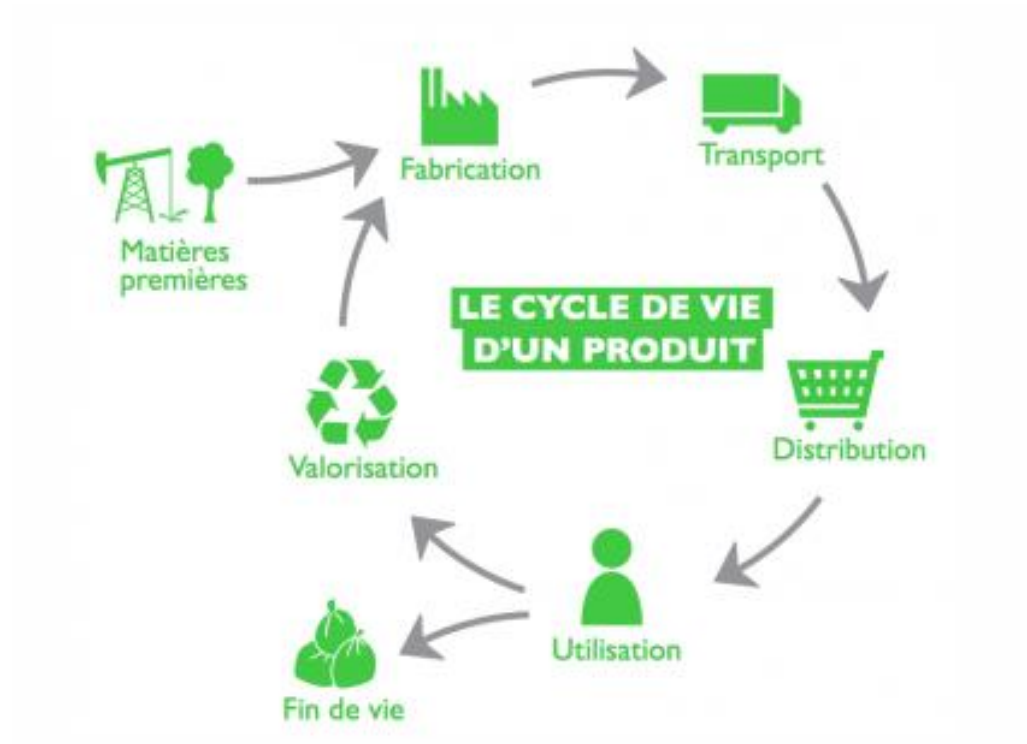 LE CYCLE DE VIE
D'UN PRODUIT
Matières
premières
Fabrication
Transport
Distribution
Utilisation
Valorisation
Fin de vie